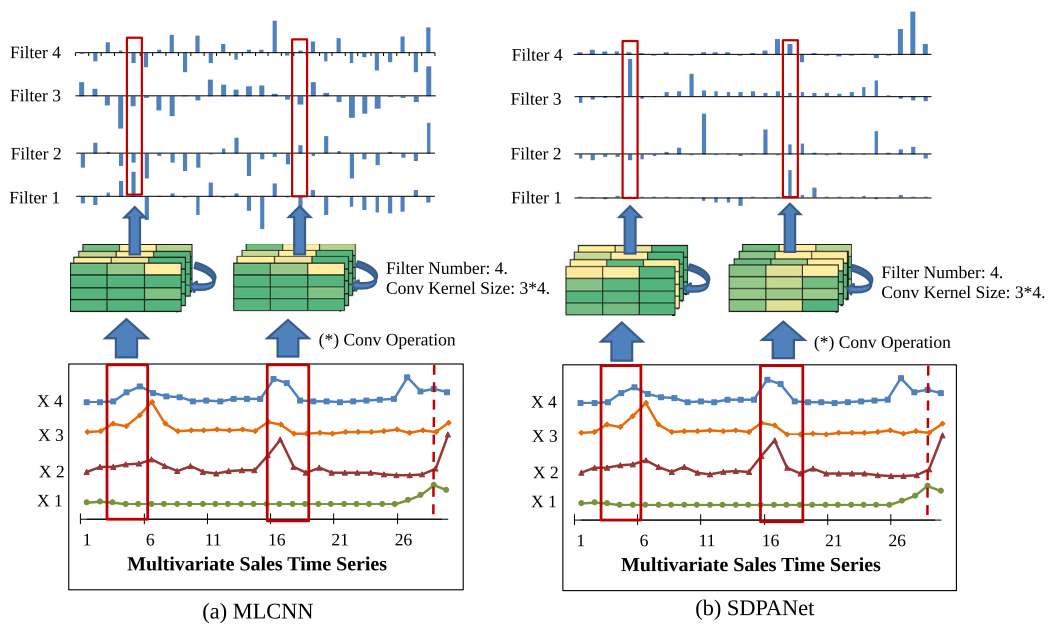 Filter 4
Filter 3
Filter 2
Filter 1
Filter Number: 4.
Conv Kernel Size: 3*4.
(*) Conv Operation
X 4
X 3
X 2
X 1
1 6 11 16 21 26
Multivariate Sales Time Series
(a) MLCNN
Filter 4
Filter 3
Filter 2
Filter 1
Filter Number: 4.
Conv Kernel Size: 3*4.
(*) Conv Operation
X 4
X 3
X 2
X 1
1 6 11 16 21 26
Multivariate Sales Time Series
(b) SDPANet